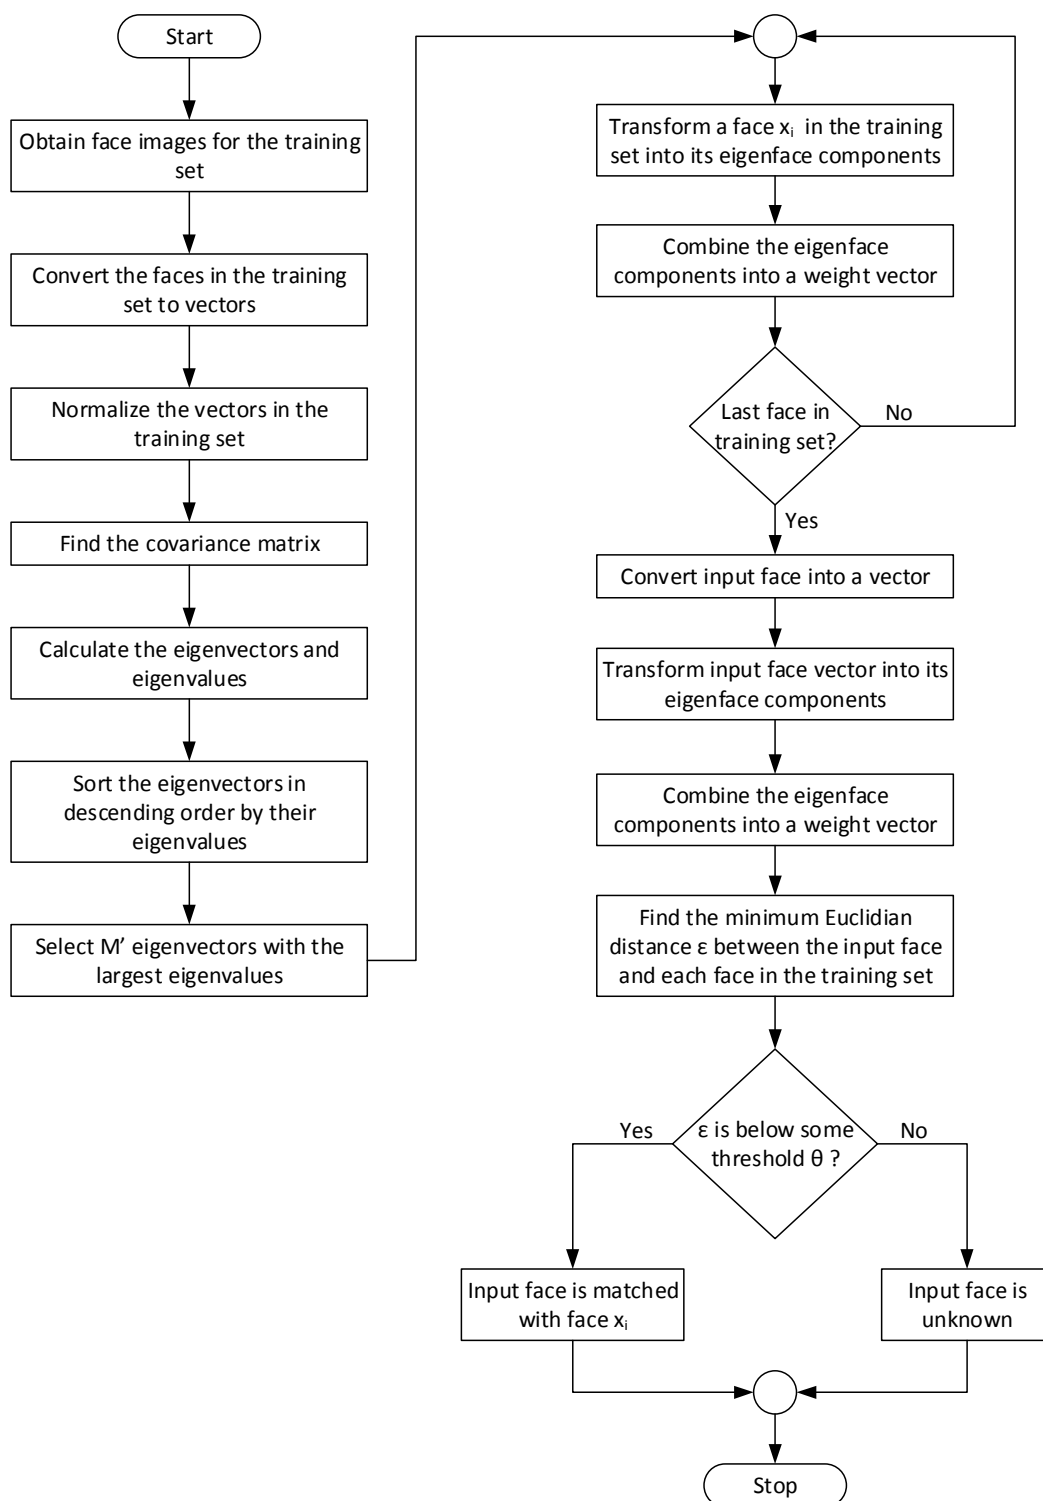 Start
Obtain face images for the training
set
Convert the faces in the training
set to vectors
Normalize the vectors in the
training set
Find the covariance matrix
Calculate the eigenvectors and
eigenvalues
Sort the eigenvectors in
descending order by their
eigenvalues
Select M’ eigenvectors with the
largest eigenvalues
Transform a face xᵢ in the training
set into its eigenface components
Combine the eigenface
components into a weight vector
Last face in
training set?
No
Yes
Convert input face into a vector
Transform input face vector into its
eigenface components
Combine the eigenface
components into a weight vector
Find the minimum Euclidian
distance ε between the input face
and each face in the training set
ε is below some
threshold θ ?
Yes
No
Input face is matched
with face xᵢ
Input face is
unknown
Stop